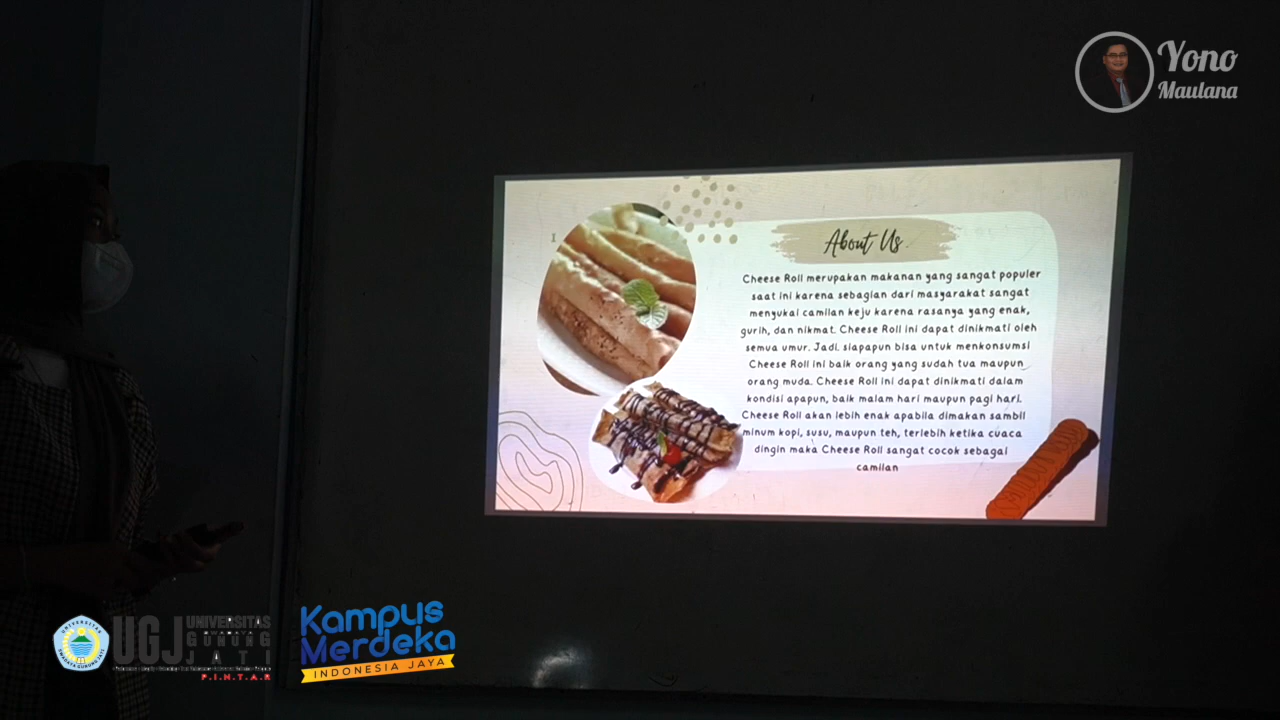 Yono
Maulana
About Us
Cheese Roll merupakan makanan yang sangat populer
saat ini karena sebagian dari masyarakat sangat
menyukai camilan keju karena rasanya yang enak,
gurih, dan nikmat. Cheese Roll ini dapat dinikmati oleh
semua umur. Jadi, siapapun bisa untuk menkonsumsi
Cheese Roll ini baik orang yang sudah tua maupun
orang muda. Cheese Roll ini dapat dinikmati dalam
kondisi apapun, baik malam hari maupun pagi hari.
Cheese Roll akan lebih enak apabila dimakan sambil
minum kopi, susu, maupun teh, terlebih ketika cuaca
dingin maka Cheese Roll sangat cocok sebagai
camilan
UGJ UNIVERSITAS
SWADAYA
GUNUNG
JATI
P.I.N.T.A.R
Kampus
Merdeka
INDONESIA JAYA